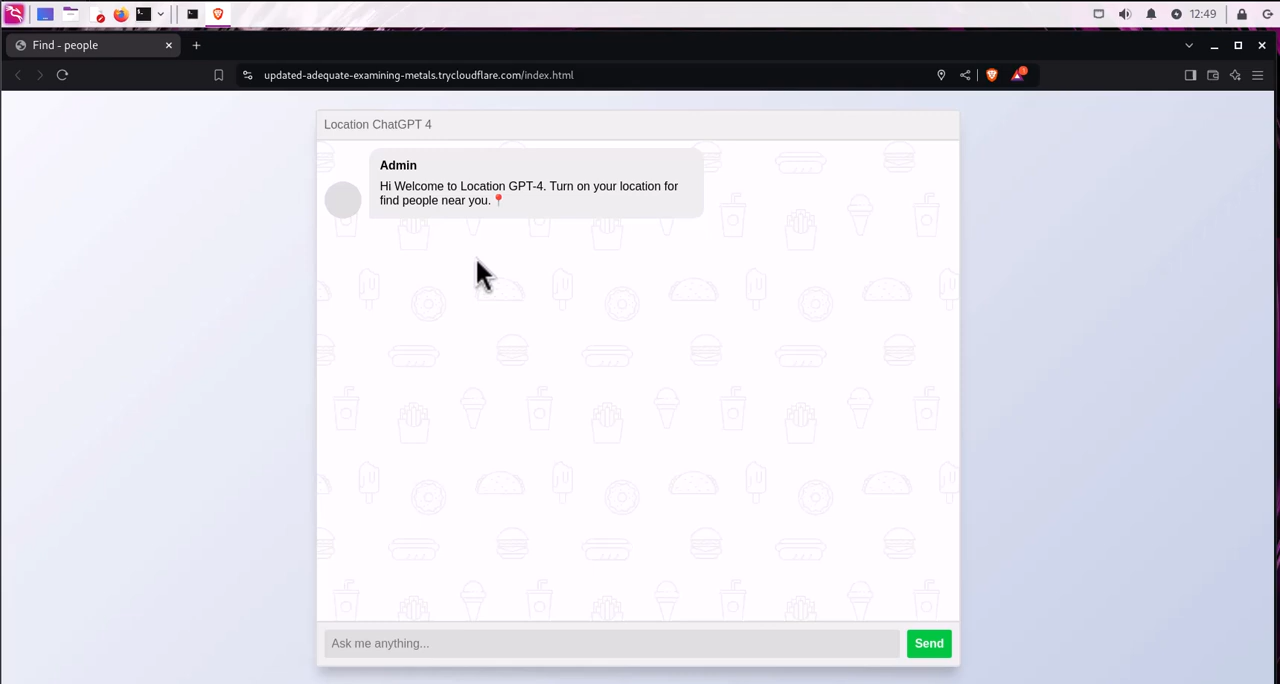 12:49
Find - people
updated-adequate-examining-metals.trycloudflare.com/index.html
Location ChatGPT 4
Admin
Hi Welcome to Location GPT-4. Turn on your location for
find people near you.📍
Ask me anything...
Send